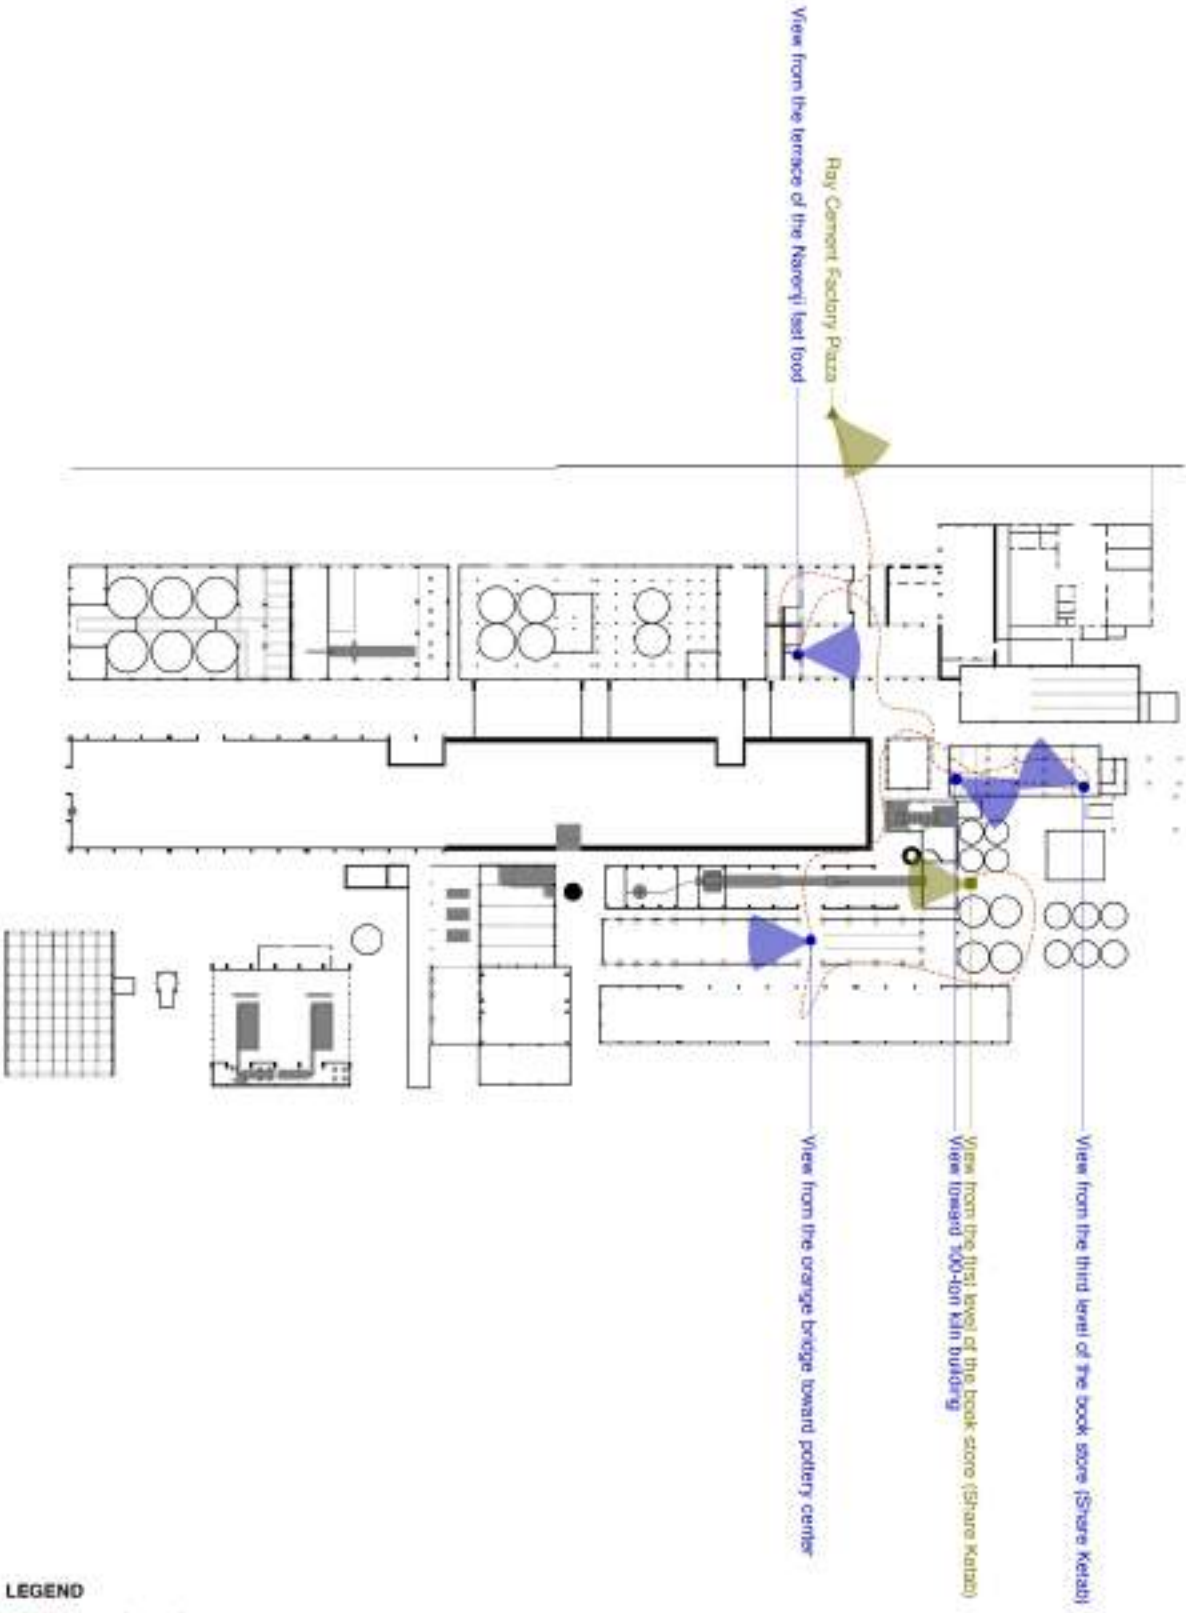 View from the terrace of the Narenji fast food
Ray Cement Factory Plaza
View from the orange bridge toward pottery center
View toward 100-ton kiln building
View from the first level of the book store (Share Ketab)
View from the third level of the book store (Share Ketab)
LEGEND